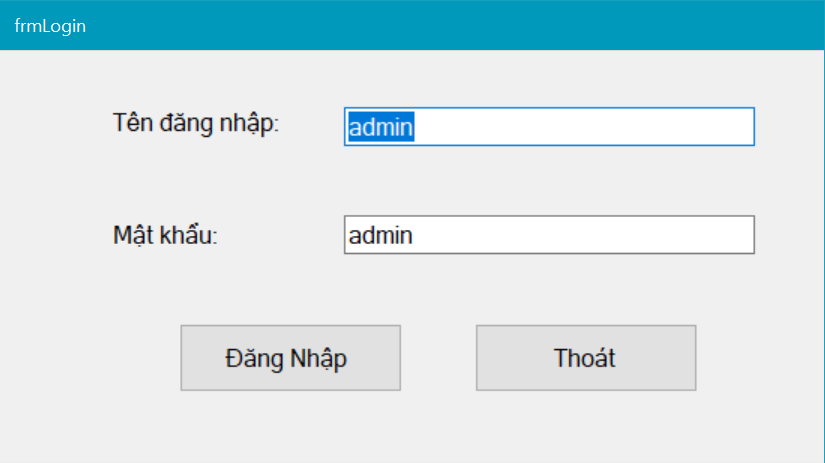 frmLogin
Tên đăng nhập: admin
Mật khẩu: admin
Đăng Nhập Thoát